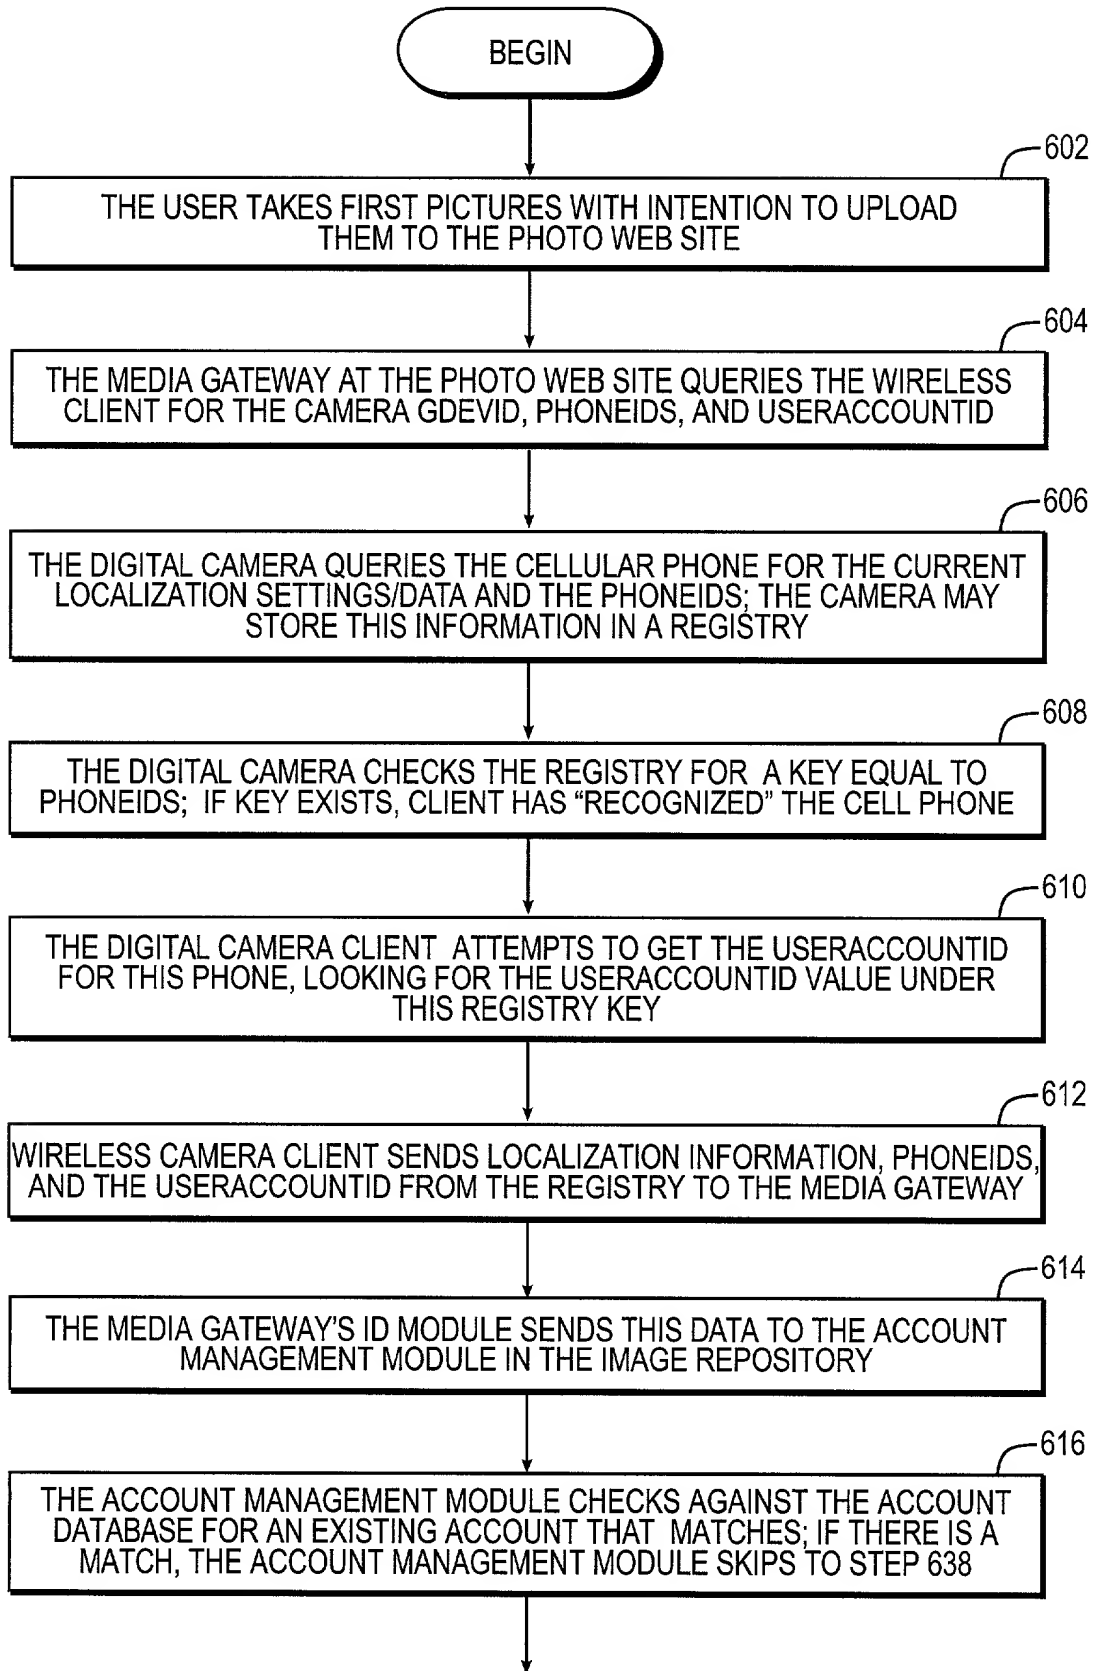 BEGIN
602
THE USER TAKES FIRST PICTURES WITH INTENTION TO UPLOAD
THEM TO THE PHOTO WEB SITE
604
THE MEDIA GATEWAY AT THE PHOTO WEB SITE QUERIES THE WIRELESS
CLIENT FOR THE CAMERA GDEVID, PHONEIDS, AND USERACCOUNTID
606
THE DIGITAL CAMERA QUERIES THE CELLULAR PHONE FOR THE CURRENT
LOCALIZATION SETTINGS/DATA AND THE PHONEIDS; THE CAMERA MAY
STORE THIS INFORMATION IN A REGISTRY
608
THE DIGITAL CAMERA CHECKS THE REGISTRY FOR A KEY EQUAL TO
PHONEIDS; IF KEY EXISTS, CLIENT HAS “RECOGNIZED” THE CELL PHONE
610
THE DIGITAL CAMERA CLIENT ATTEMPTS TO GET THE USERACCOUNTID
FOR THIS PHONE, LOOKING FOR THE USERACCOUNTID VALUE UNDER
THIS REGISTRY KEY
612
WIRELESS CAMERA CLIENT SENDS LOCALIZATION INFORMATION, PHONEIDS,
AND THE USERACCOUNTID FROM THE REGISTRY TO THE MEDIA GATEWAY
614
THE MEDIA GATEWAY’S ID MODULE SENDS THIS DATA TO THE ACCOUNT
MANAGEMENT MODULE IN THE IMAGE REPOSITORY
616
THE ACCOUNT MANAGEMENT MODULE CHECKS AGAINST THE ACCOUNT
DATABASE FOR AN EXISTING ACCOUNT THAT MATCHES; IF THERE IS A
MATCH, THE ACCOUNT MANAGEMENT MODULE SKIPS TO STEP 638